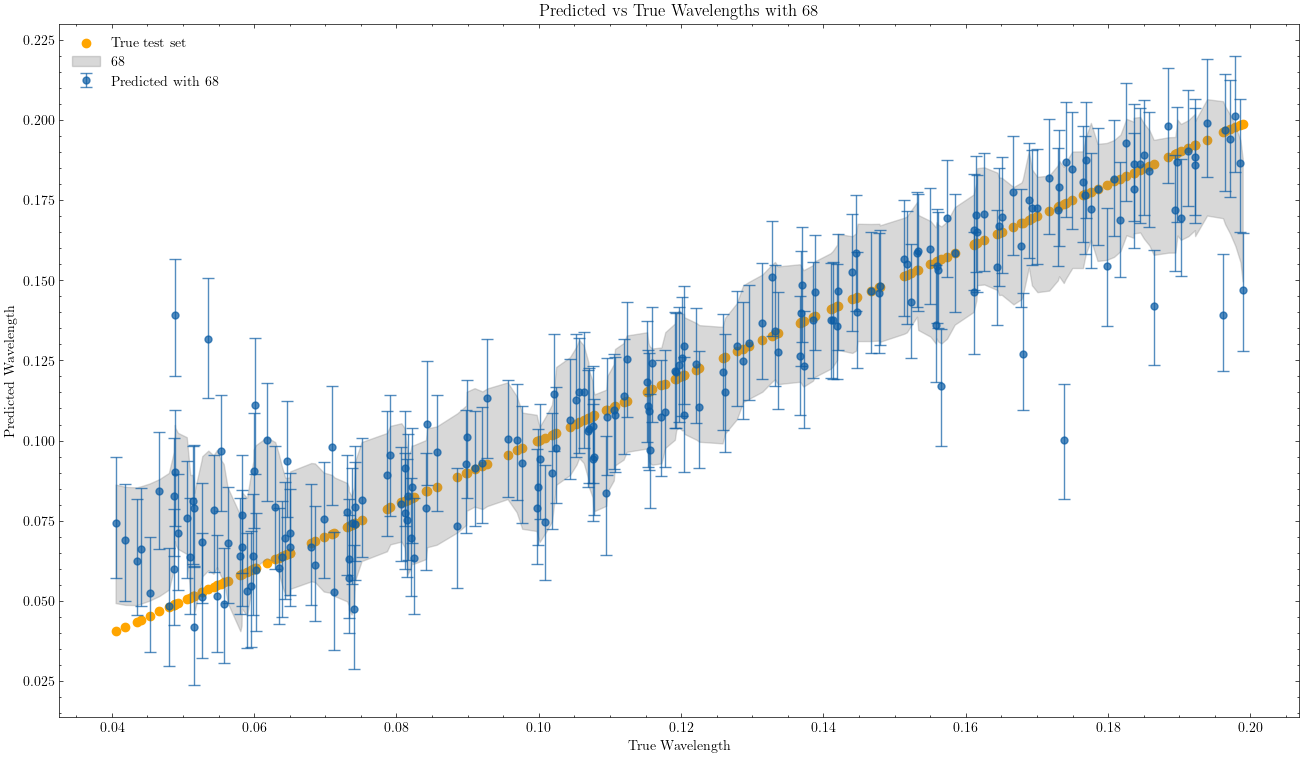 Predicted vs True Wavelengths with 68
True test set
68
Predicted with 68
Predicted Wavelength
0.225
0.200
0.175
0.150
0.125
0.100
0.075
0.050
0.025
0.04 0.06 0.08 0.10 0.12 0.14 0.16 0.18 0.20
True Wavelength